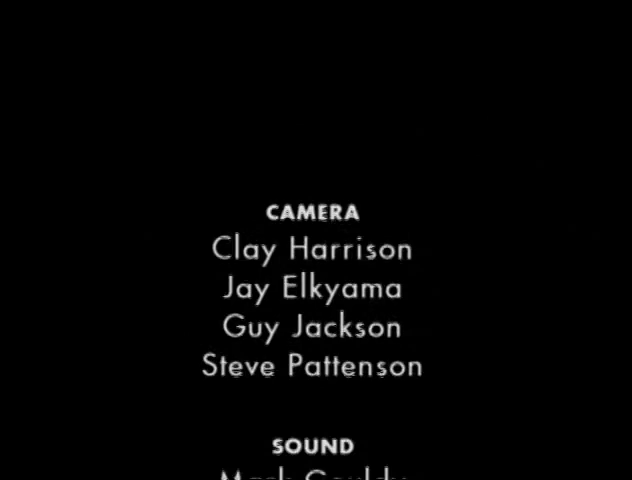 CAMERA
Clay Harrison
Jay Elkyama
Guy Jackson
Steve Pattenson
SOUND